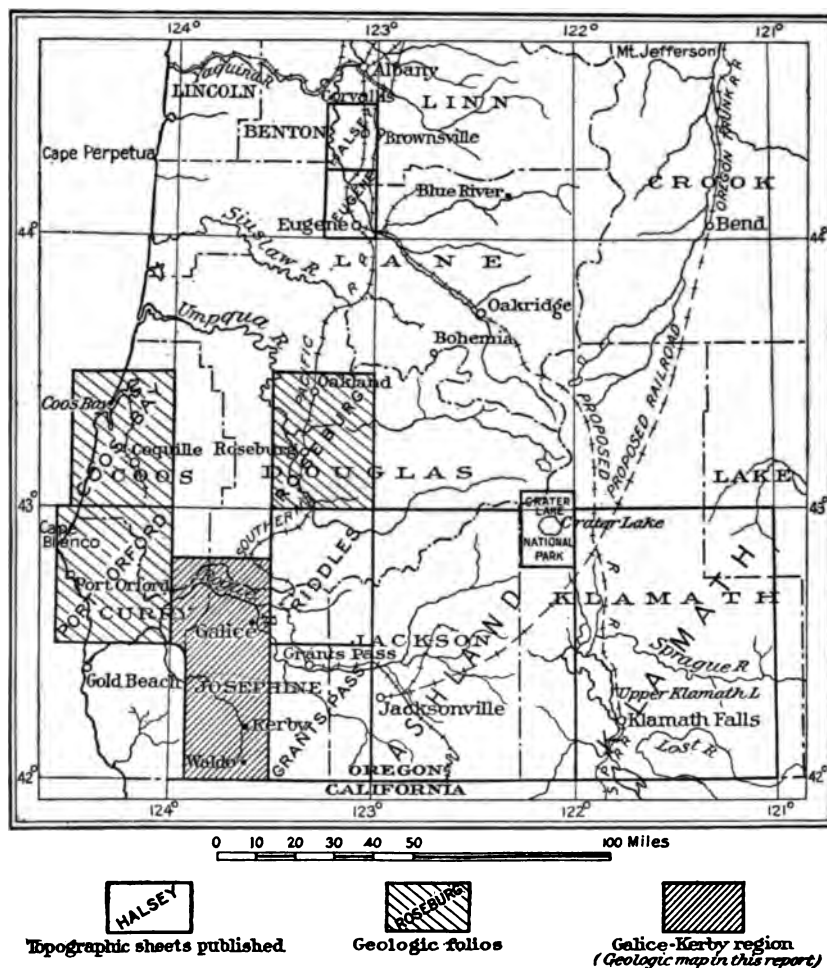 124° 123° 122° 121°
Mt. Jefferson
Yaquina R
Albany
LINCOLN
Corvallis
LINN
OREGON TRUNK R R
BENTON
HALSEY
Brownsville
Cape Perpetua
CROOK
EUGENE
Blue River
44°
Eugene
Bend
44°
Siuslaw R
LANE
R R
Oakridge
Umpqua R
Bohemia
PACIFIC
PROPOSED
PROPOSED RAILROAD
Oakland
Coos Bay
COOS BAY
ROSEBURG
Coquille
Roseburg
COOS
DOUGLAS
LAKE
43°
CRATER
LAKE
Crater Lake
NATIONAL
PARK
43°
SOUTHERN
Cape
Blanco
PORT ORFORD
Port Orford
RIDDLES
CURRY
Galice
KLAMATH
R R
JACKSON
Grants Pass
ASHLAND
KLAMATH
Sprague R
Gold Beach
JOSEPHINE
GRANTS PASS
Jacksonville
Upper Klamath L
Kerby
Klamath Falls
Lost R
Waldo
42°
OREGON
CALIFORNIA
42°
124° 123° 122° 121°
0 10 20 30 40 50 100 Miles
HALSEY
Topographic sheets published
ROSEBURG
Geologic folios
Galice-Kerby region
(Geologic map in this report)